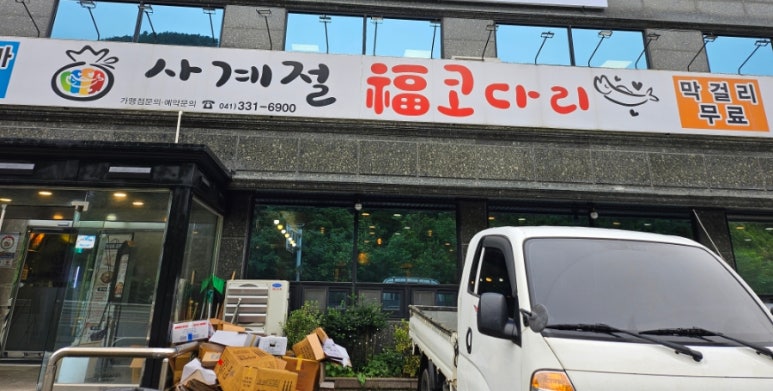 사계절 福코다리
가맹점문의·예약문의 ☎ 041) 331-6900
막걸리
무료